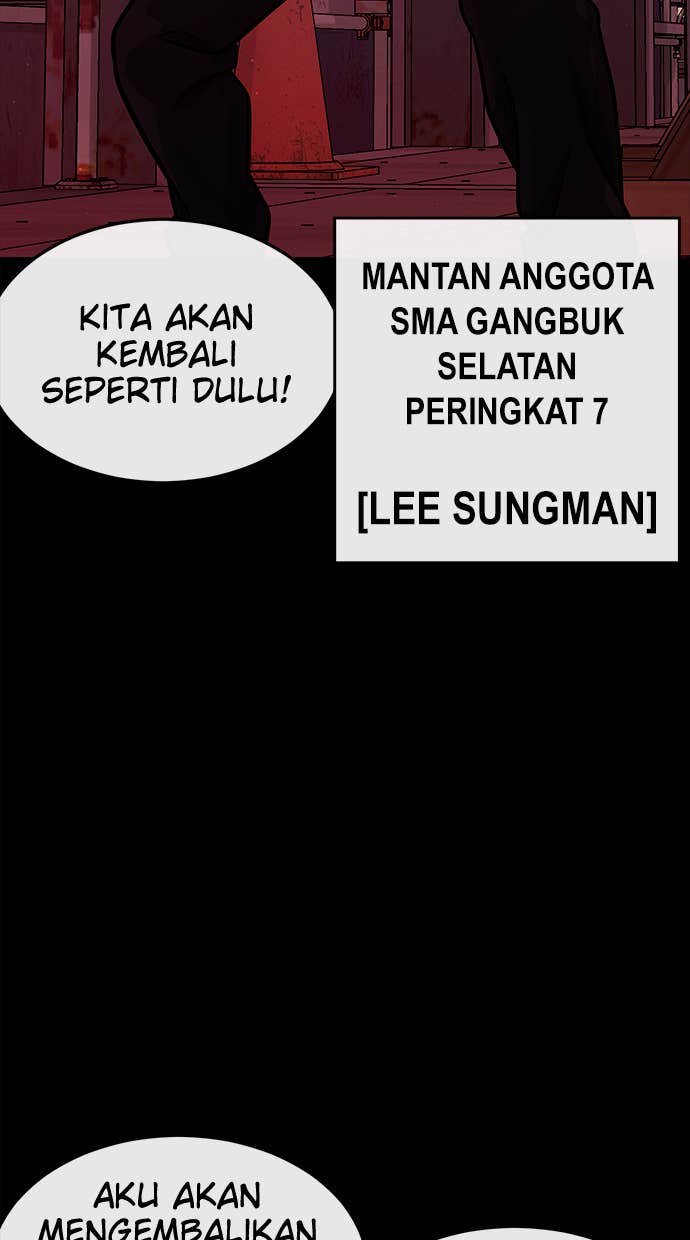 KITA AKAN
KEMBALI
SEPERTI DULU!
MANTAN ANGGOTA
SMA GANGBUK
SELATAN
PERINGKAT 7
[LEE SUNGMAN]
AKU AKAN
MENGEMBALIKAN